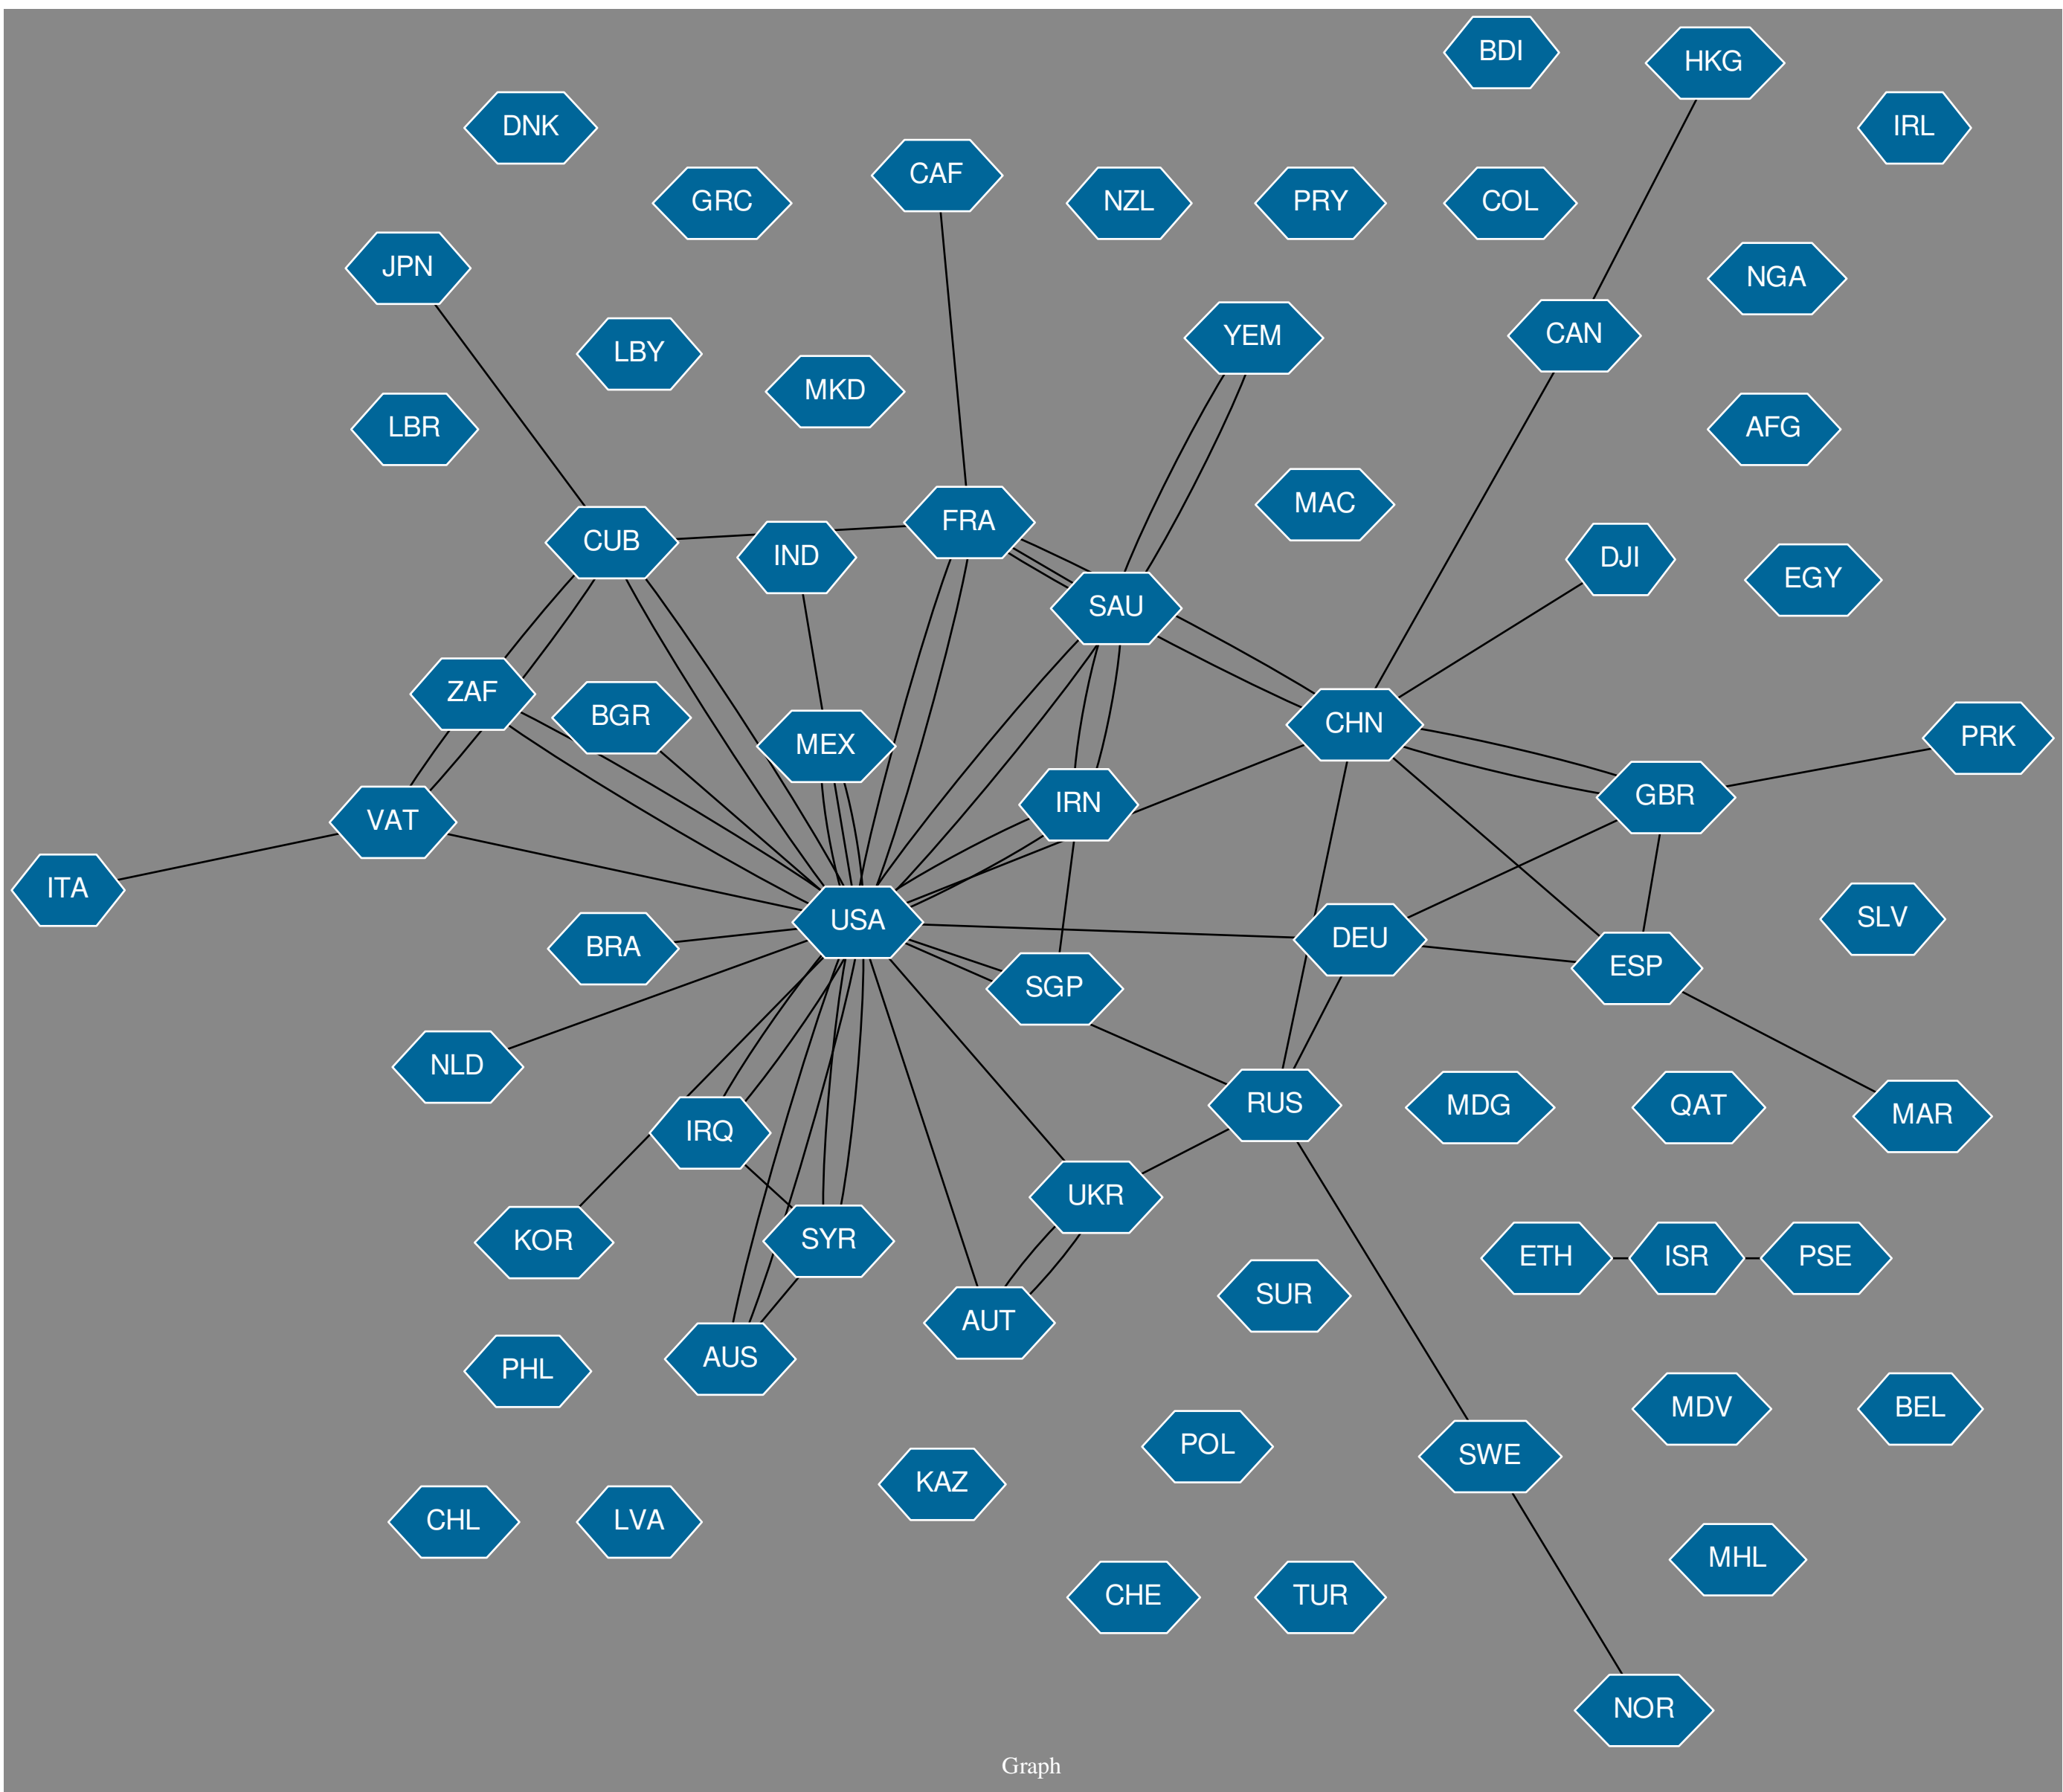 BDI
HKG
DNK
IRL
CAF
GRC
NZL
PRY
COL
JPN
NGA
YEM
CAN
LBY
MKD
LBR
AFG
MAC
FRA
CUB
IND
DJI
EGY
SAU
ZAF
BGR
CHN
PRK
MEX
GBR
IRN
VAT
ITA
USA
SLV
DEU
BRA
ESP
SGP
NLD
RUS
MDG
QAT
MAR
IRQ
UKR
KOR
SYR
ETH
ISR
PSE
SUR
AUT
AUS
PHL
MDV
BEL
POL
SWE
KAZ
CHL
LVA
MHL
CHE
TUR
NOR
Graph